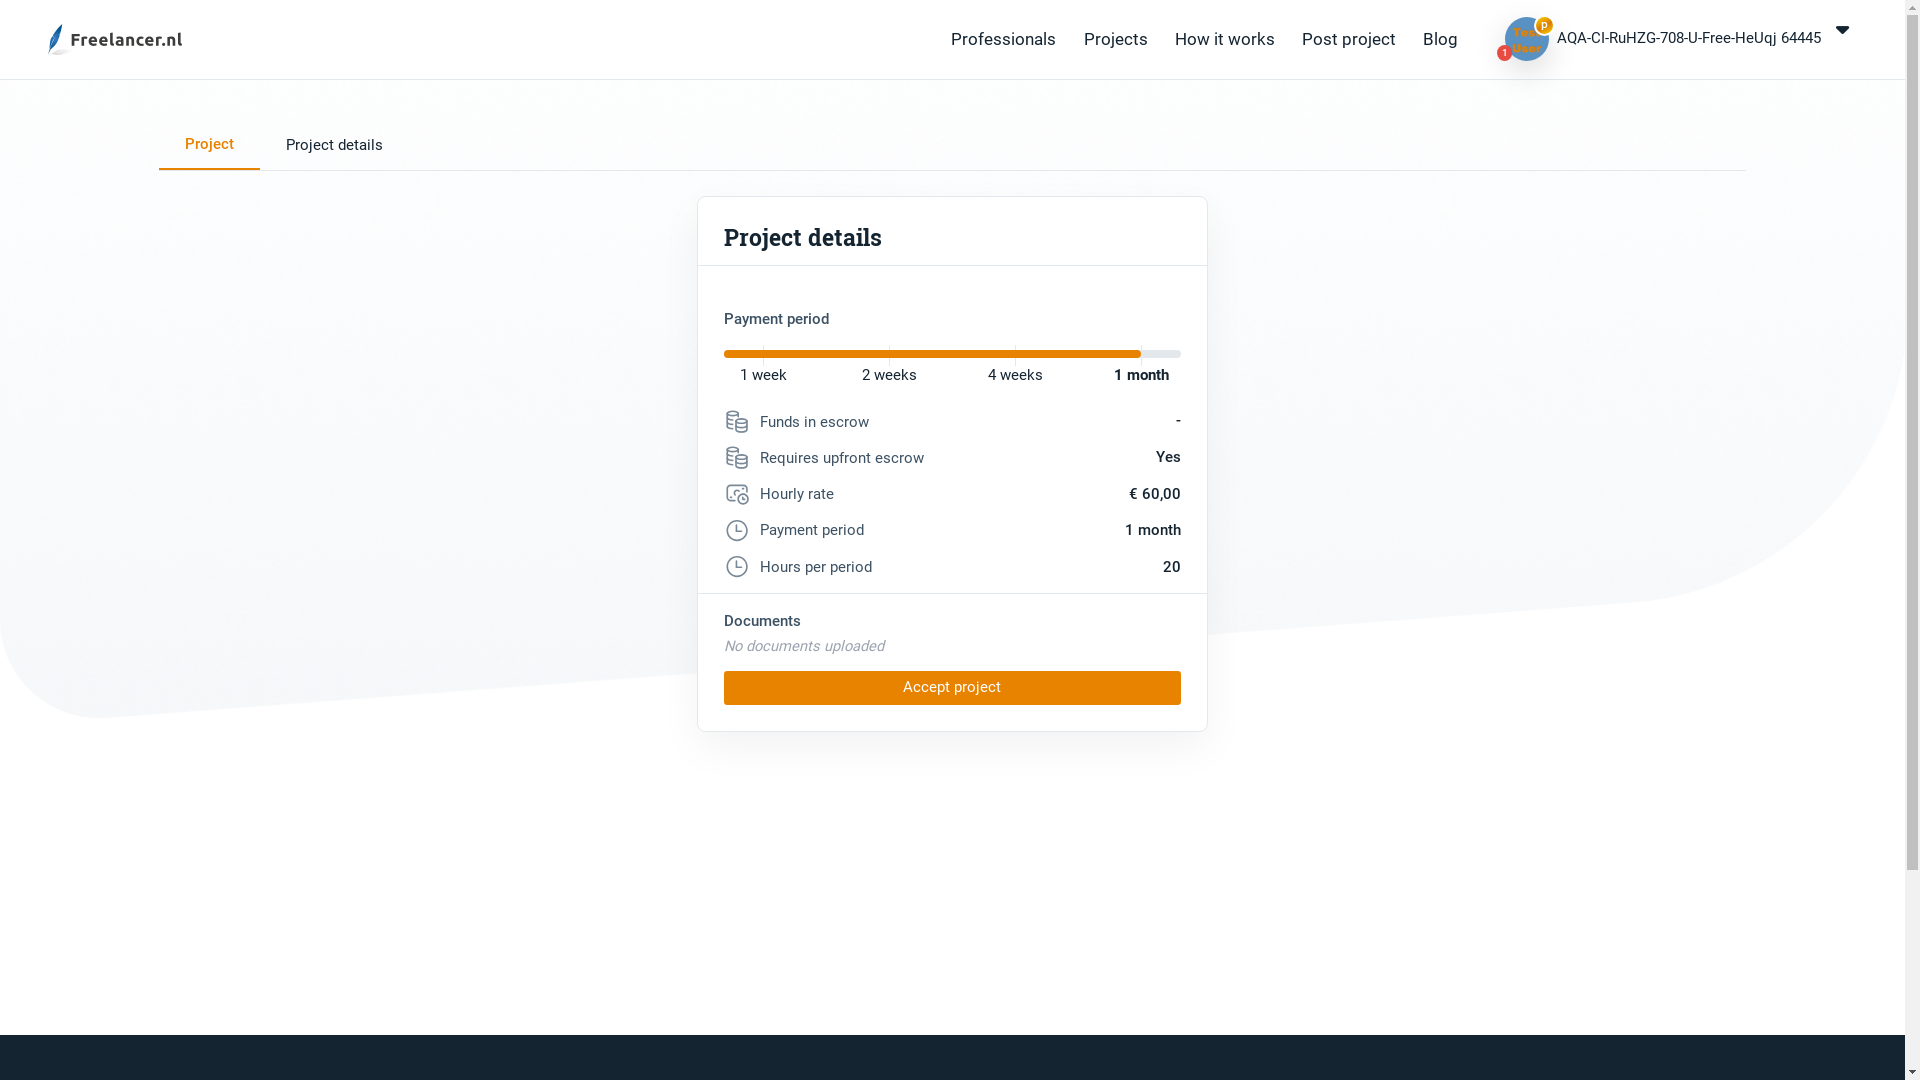 Freelancer.nl
Professionals
Projects
How it works
Post project
Blog
Test
User
p
1
AQA-CI-RuHZG-708-U-Free-HeUqj 64445
Project
Project details
Project details
Payment period
1 week
2 weeks
4 weeks
1 month
Funds in escrow -
Requires upfront escrow Yes
Hourly rate € 60,00
Payment period 1 month
Hours per period 20
Documents
No documents uploaded
Accept project